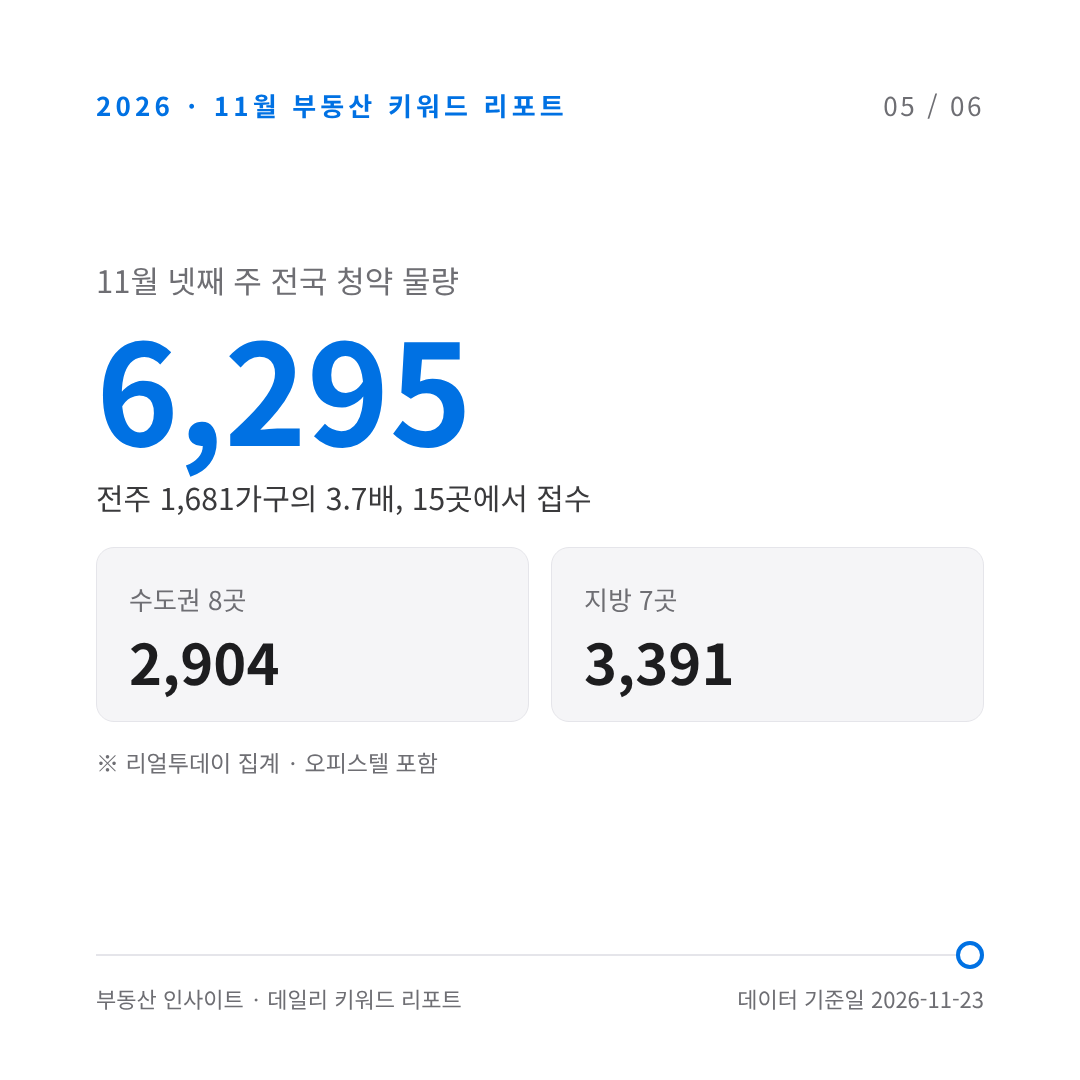 2026 · 11월 부동산 키워드 리포트
05 / 06
11월 넷째 주 전국 청약 물량
6,295
전주 1,681가구의 3.7배, 15곳에서 접수
수도권 8곳
2,904
지방 7곳
3,391
※ 리얼투데이 집계 · 오피스텔 포함
부동산 인사이트 · 데일리 키워드 리포트
데이터 기준일 2026-11-23